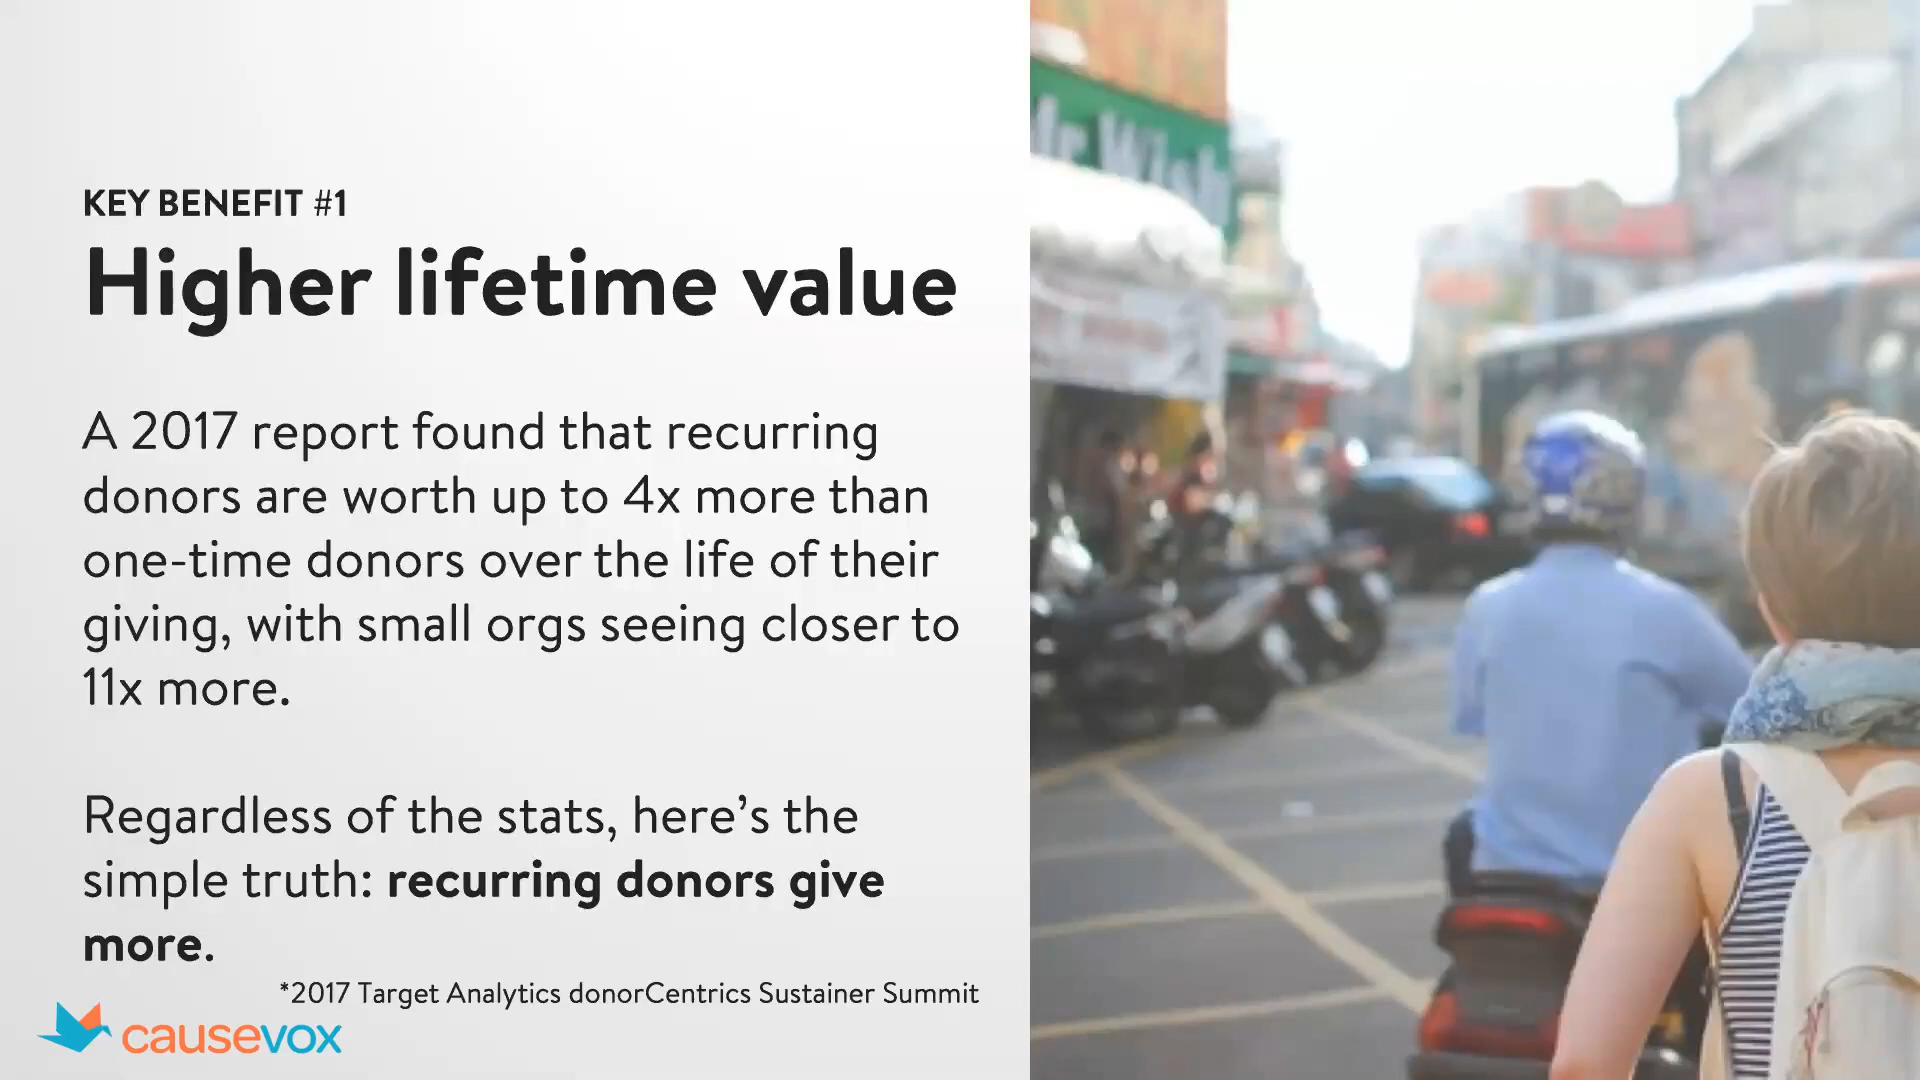 KEY BENEFIT #1
Higher lifetime value
A 2017 report found that recurring
donors are worth up to 4x more than
one-time donors over the life of their
giving, with small orgs seeing closer to
11x more.
Regardless of the stats, here’s the
simple truth: recurring donors give
more.
*2017 Target Analytics donorCentrics Sustainer Summit
causevox
Wish